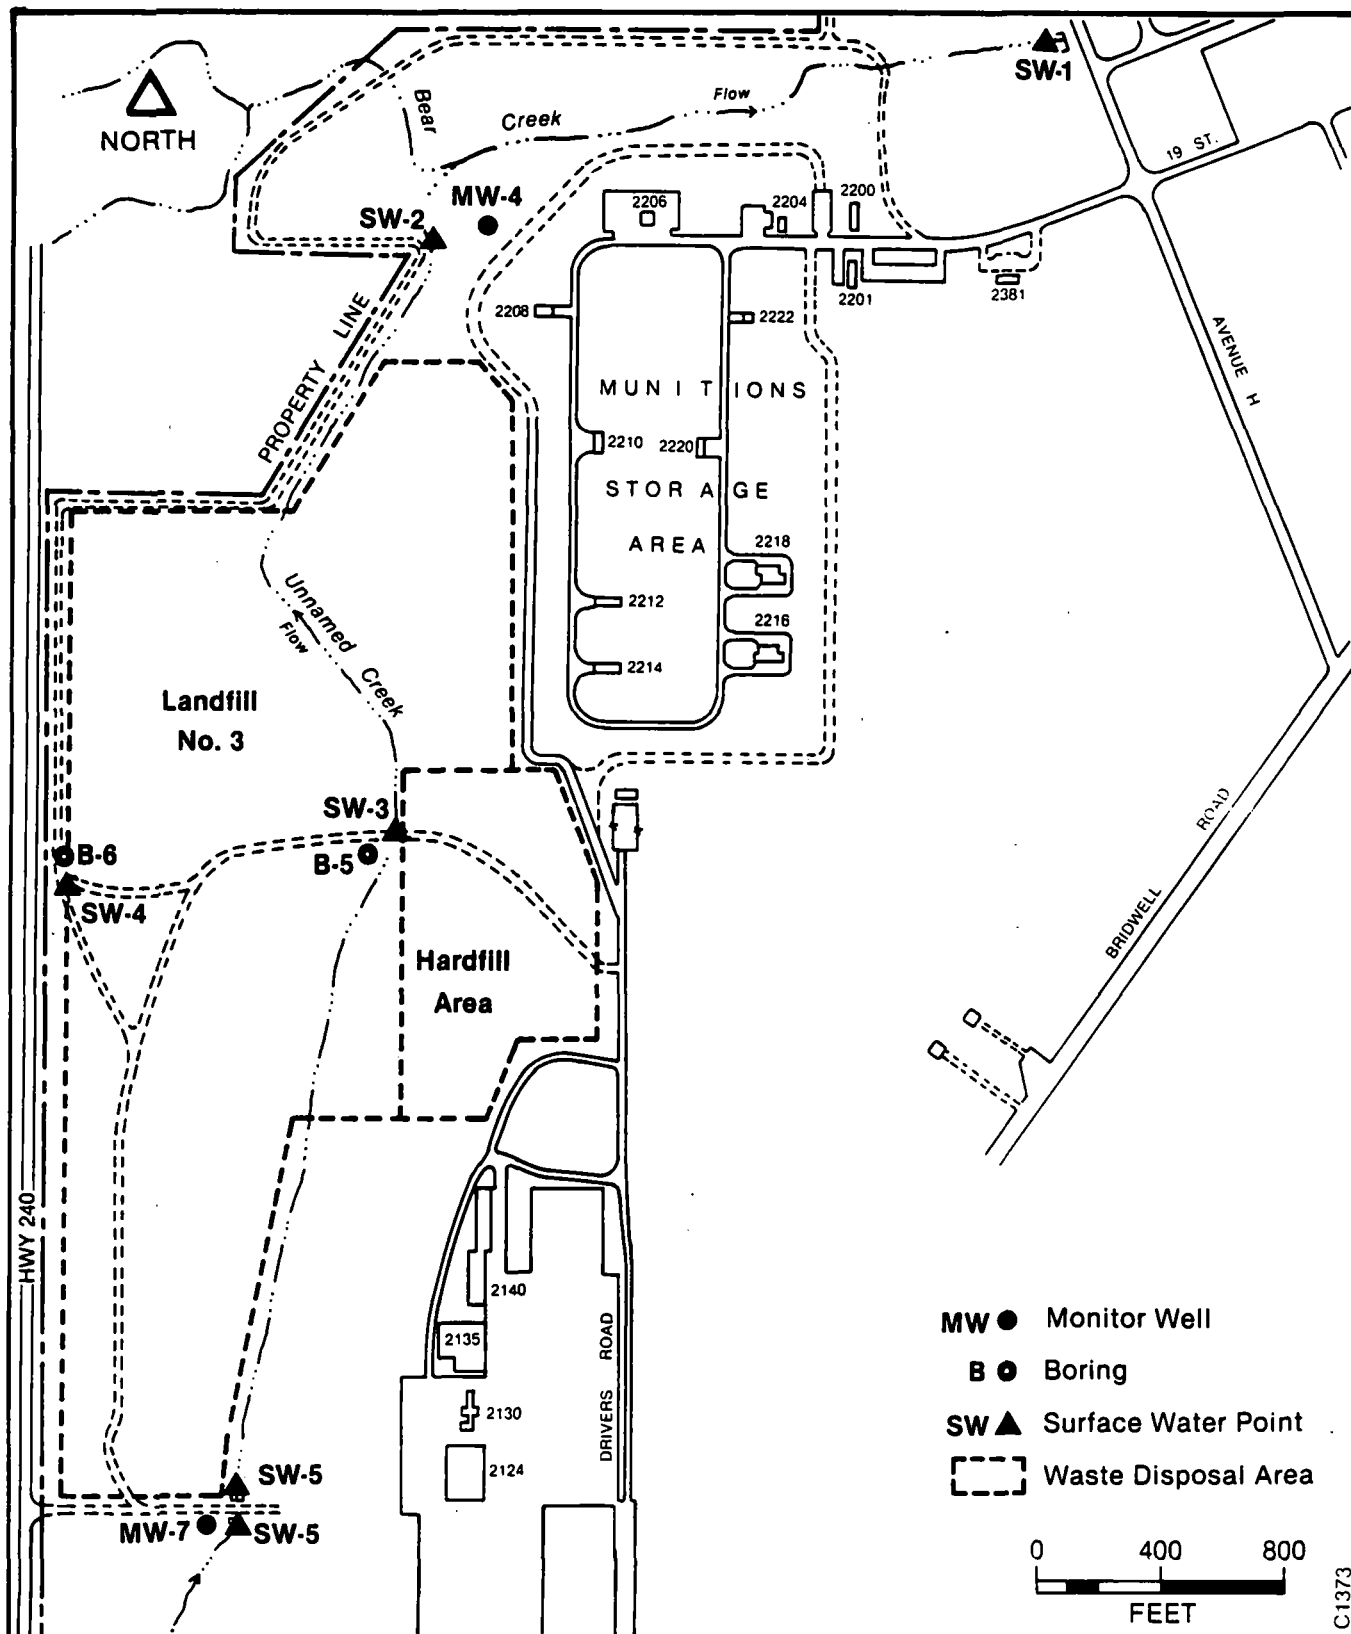 SW-1
NORTH
Bear
Creek
Flow
19 ST.
MW-4
SW-2
2206
2204
2200
2201
2381
2208
2222
PROPERTY LINE
AVENUE H
MUNITIONS
STORAGE
AREA
2210
2220
2218
2212
2216
2214
Unnamed Creek
Flow
Landfill
No. 3
SW-3
B-6
B-5
SW-4
BRIDWELL ROAD
Hardfill
Area
HWY 240
2140
2135
2130
2124
DRIVERS ROAD
SW-5
MW-7
SW-5
MW Monitor Well
B Boring
SW Surface Water Point
Waste Disposal Area
0 400 800
FEET
C1373